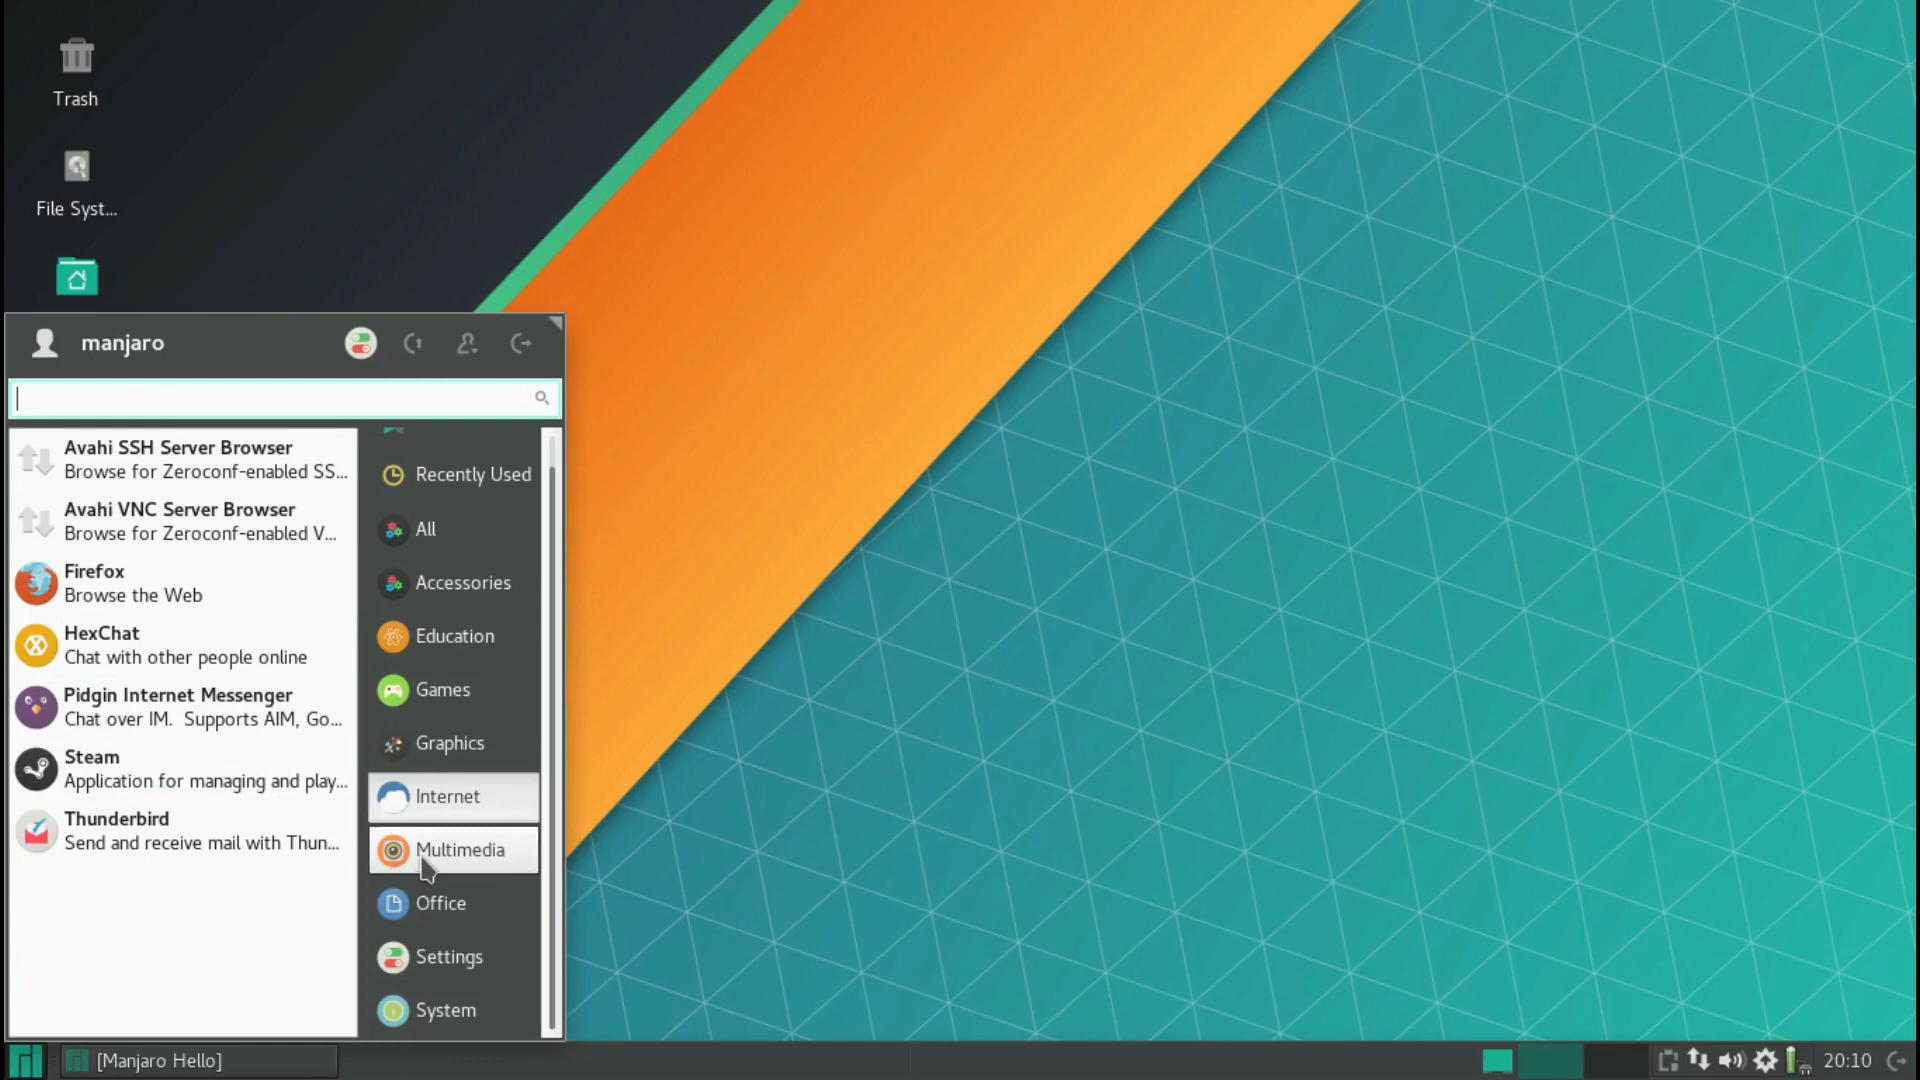 Trash
File Syst...
manjaro
Avahi SSH Server Browser
Browse for Zeroconf-enabled SS...
Avahi VNC Server Browser
Browse for Zeroconf-enabled V...
Firefox
Browse the Web
HexChat
Chat with other people online
Pidgin Internet Messenger
Chat over IM.  Supports AIM, Go...
Steam
Application for managing and play...
Thunderbird
Send and receive mail with Thun...
Recently Used
All
Accessories
Education
Games
Graphics
Internet
Multimedia
Office
Settings
System
[Manjaro Hello]
20:10